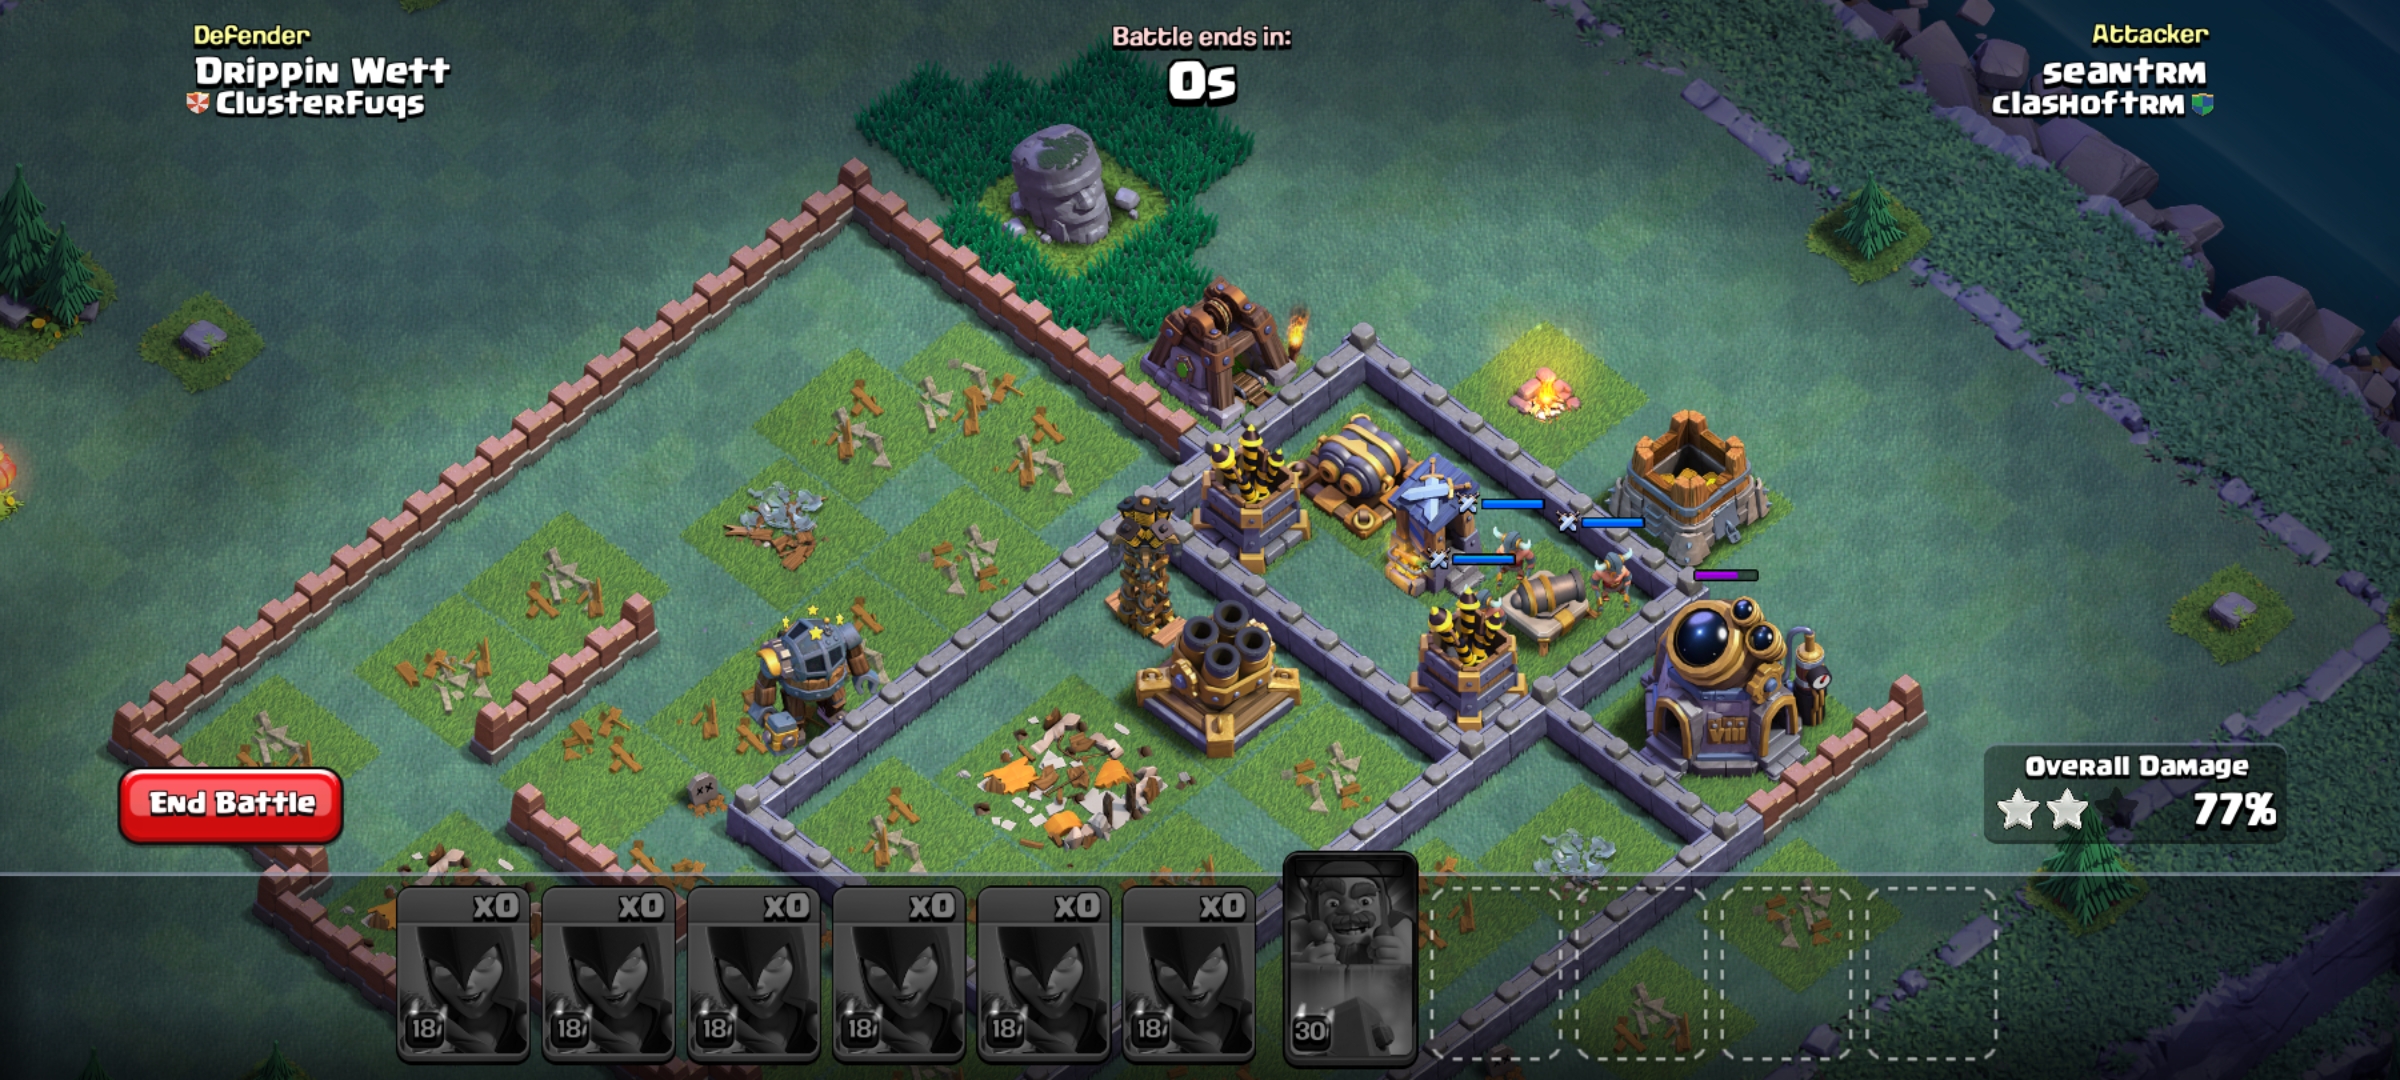 Defender
Drippin Wett
ClusterFuqs
Battle ends in:
0s
Attacker
seantRM
clashoftRM
VIII
End Battle
Overall Damage
77%
x0
x0
x0
x0
x0
x0
18
18
18
18
18
18
30